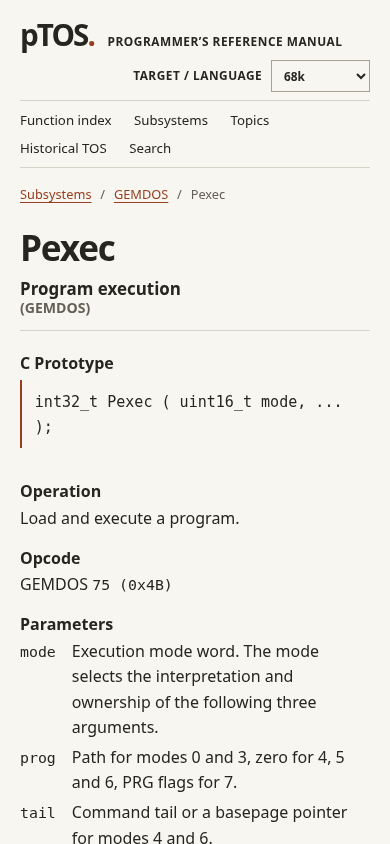 pTOS. PROGRAMMER’S REFERENCE MANUAL
TARGET / LANGUAGE 68k
Function index Subsystems Topics
Historical TOS Search
Subsystems / GEMDOS / Pexec
Pexec
Program execution
(GEMDOS)
C Prototype
int32_t Pexec ( uint16_t mode, ...
);
Operation
Load and execute a program.
Opcode
GEMDOS 75 (0x4B)
Parameters
mode Execution mode word. The mode
selects the interpretation and
ownership of the following three
arguments.
prog Path for modes 0 and 3, zero for 4, 5
and 6, PRG flags for 7.
tail Command tail or a basepage pointer
for modes 4 and 6.